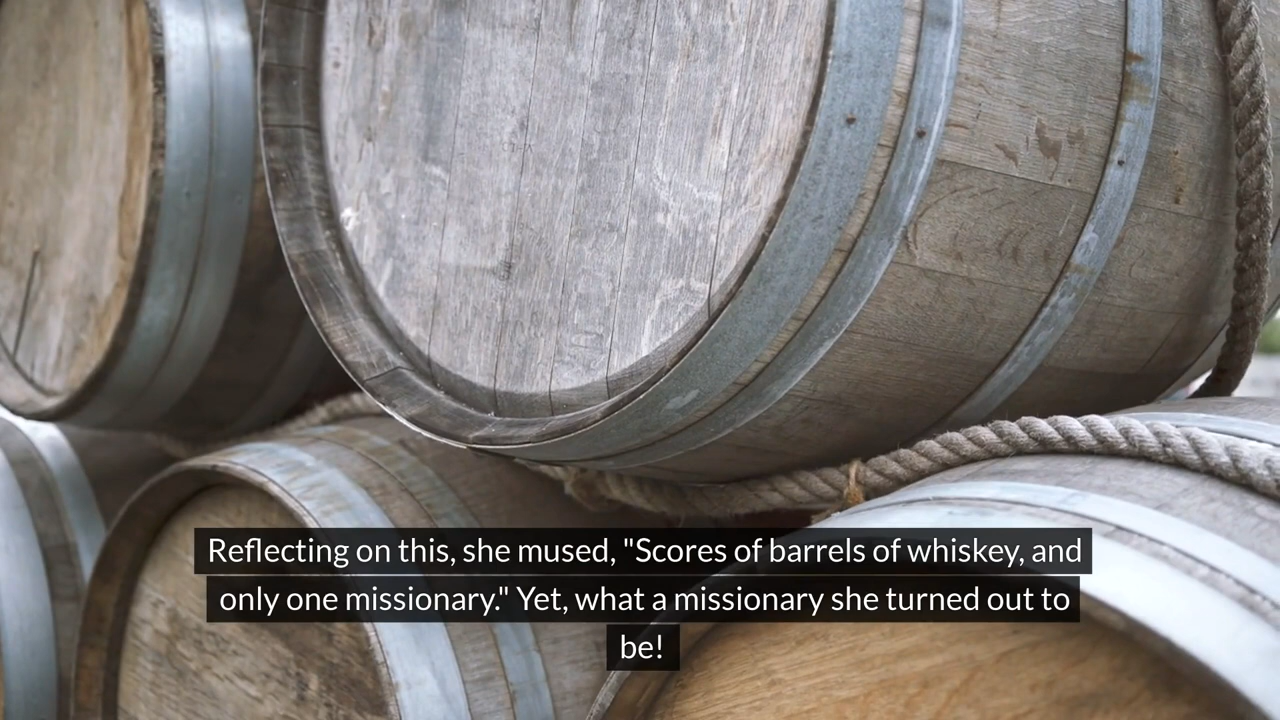 Reflecting on this, she mused, "Scores of barrels of whiskey, and
only one missionary." Yet, what a missionary she turned out to
be!